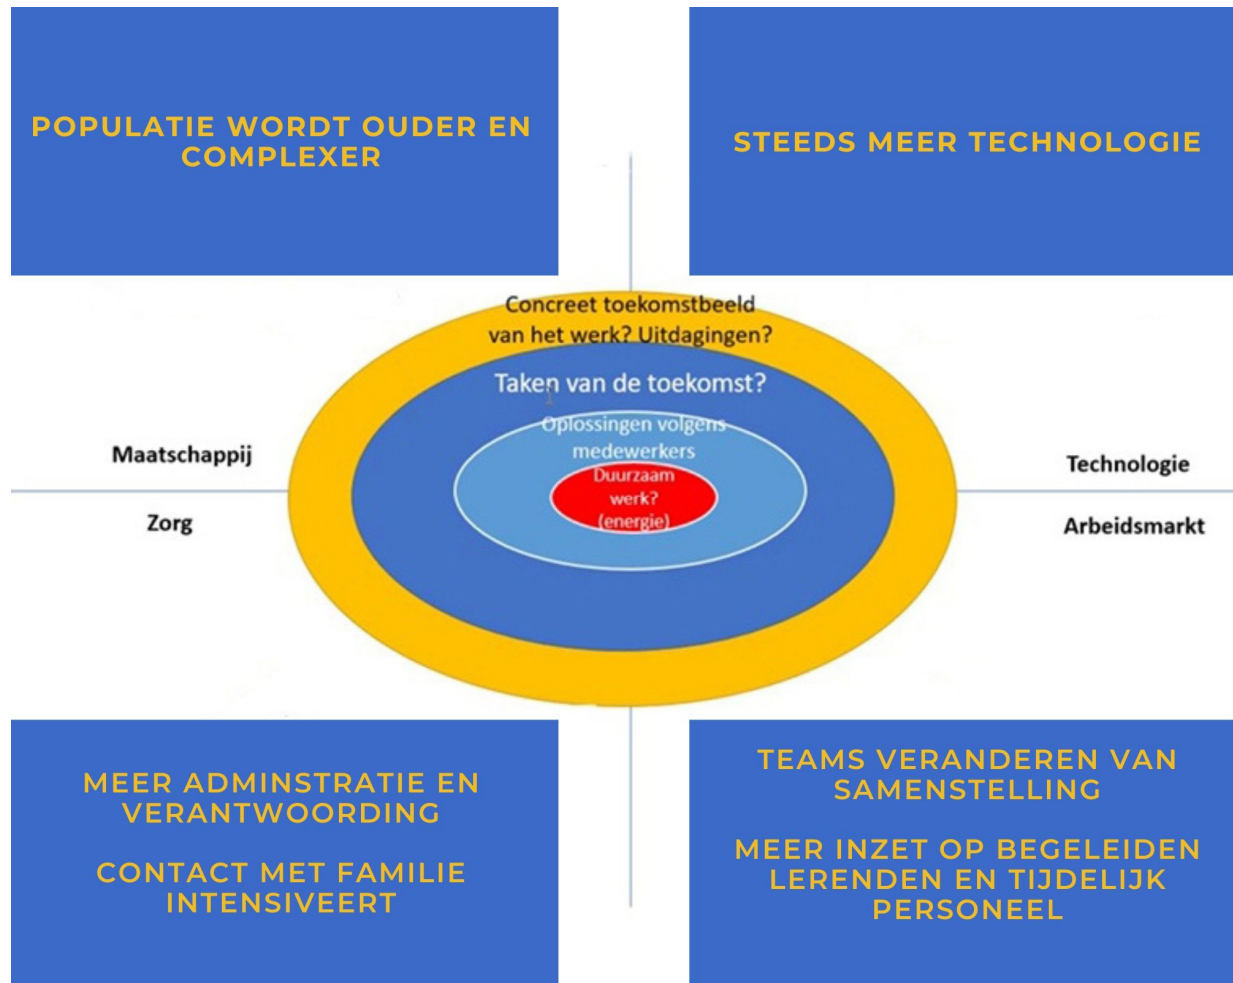 POPULATIE WORDT OUDER EN
COMPLEXER
STEEDS MEER TECHNOLOGIE
Concreet toekomstbeeld
van het werk? Uitdagingen?
Taken van de toekomst?
Oplossingen volgens
medewerkers
Duurzaam
werk?
(energie)
Maatschappij
Zorg
Technologie
Arbeidsmarkt
MEER ADMINSTRATIE EN
VERANTWOORDING
CONTACT MET FAMILIE
INTENSIVEERT
TEAMS VERANDEREN VAN
SAMENSTELLING
MEER INZET OP BEGELEIDEN
LERENDEN EN TIJDELIJK
PERSONEEL